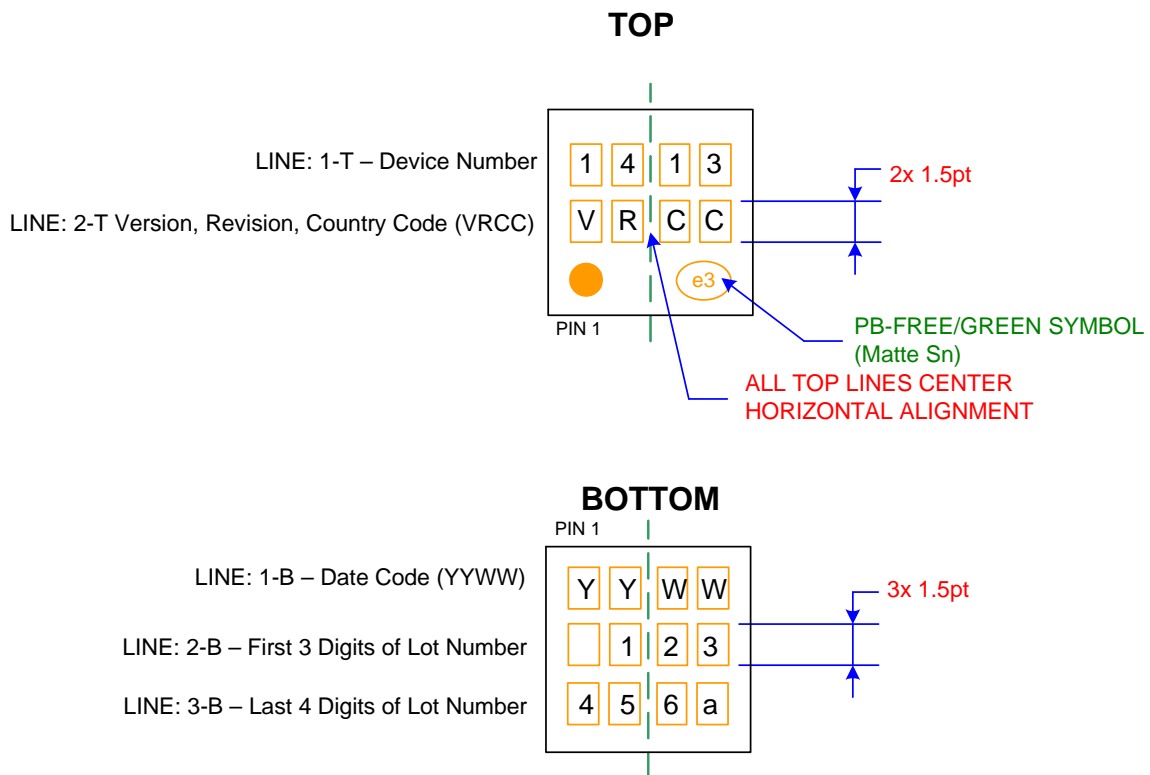 TOP
LINE: 1-T – Device Number
1 4 1 3
2x 1.5pt
LINE: 2-T Version, Revision, Country Code (VRCC)
V R C C
e3
PIN 1
PB-FREE/GREEN SYMBOL
(Matte Sn)
ALL TOP LINES CENTER
HORIZONTAL ALIGNMENT
BOTTOM
PIN 1
LINE: 1-B – Date Code (YYWW)
Y Y W W
3x 1.5pt
LINE: 2-B – First 3 Digits of Lot Number
1 2 3
LINE: 3-B – Last 4 Digits of Lot Number
4 5 6 a